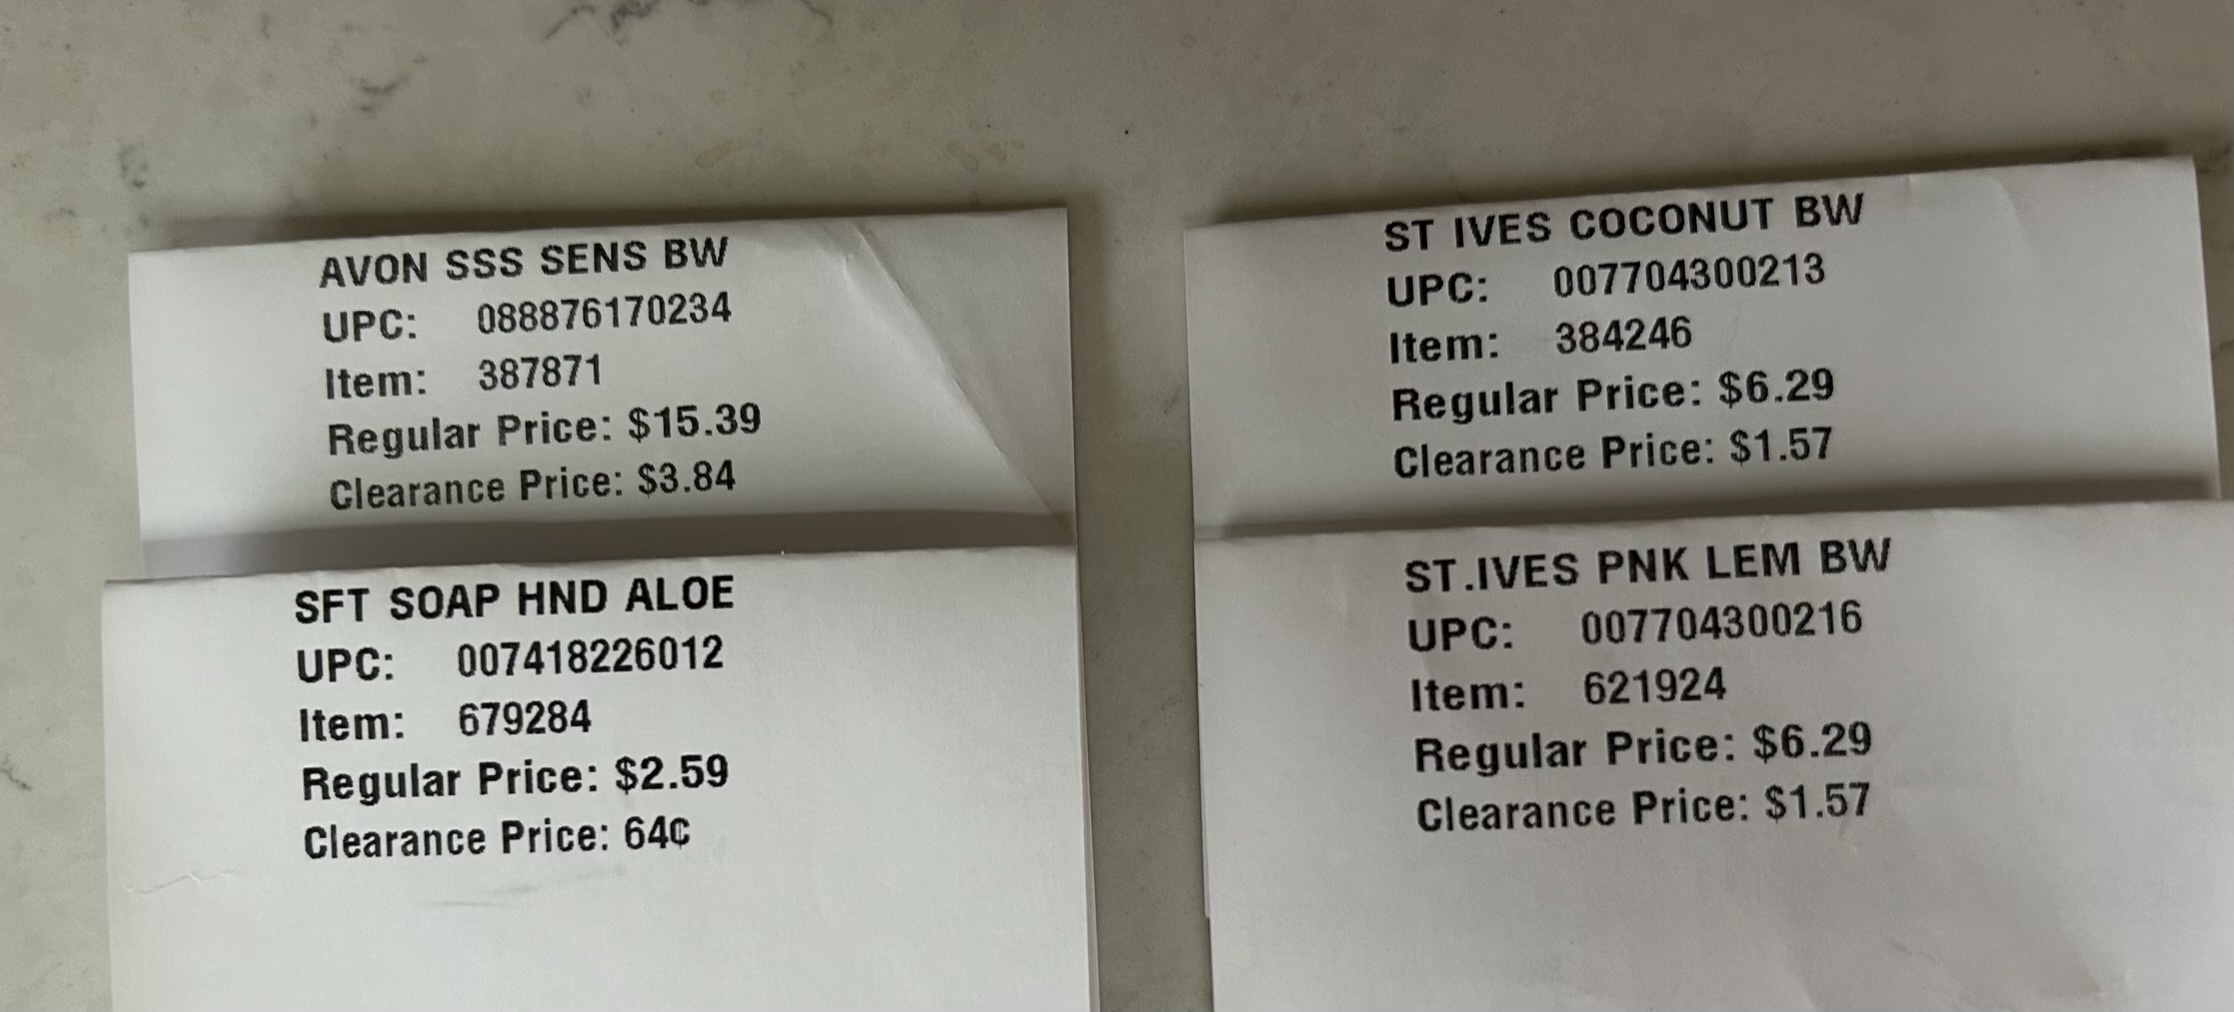 AVON SSS SENS BW
UPC: 088876170234
Item: 387871
Regular Price: $15.39
Clearance Price: $3.84
SFT SOAP HND ALOE
UPC: 007418226012
Item: 679284
Regular Price: $2.59
Clearance Price: 64¢
ST IVES COCONUT BW
UPC: 007704300213
Item: 384246
Regular Price: $6.29
Clearance Price: $1.57
ST.IVES PNK LEM BW
UPC: 007704300216
Item: 621924
Regular Price: $6.29
Clearance Price: $1.57